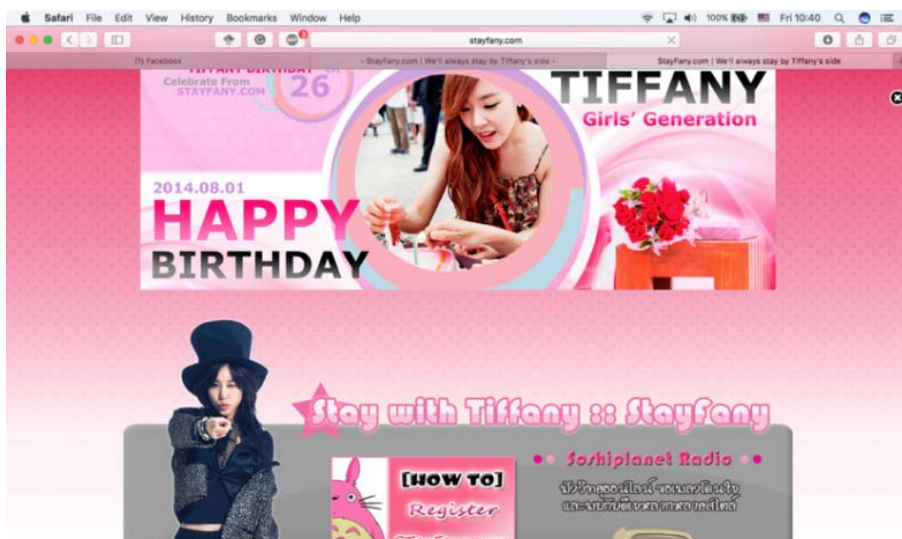 Safari File Edit View History Bookmarks Window Help
100%
Fri 10:40
stayfany.com
(1) Facebook
- StayFany.com | We'll always stay by Tiffany's side -
StayFany.com | We'll always stay by Tiffany's side
TIFFANY BIRTHDAY
Celebrate From
STAYFANY.COM
26
TIFFANY
Girls' Generation
2014.08.01
HAPPY
BIRTHDAY
Stay with Tiffany :: StayFany
[HOW TO]
Register
Soshiplanet Radio